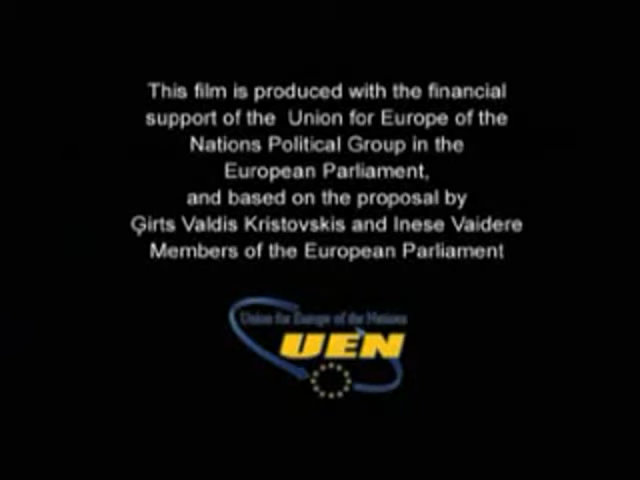 This film is produced with the financial
support of the Union for Europe of the
Nations Political Group in the
European Parliament,
and based on the proposal by
Ģirts Valdis Kristovskis and Inese Vaidere
Members of the European Parliament
Union for Europe of the Nations
UEN